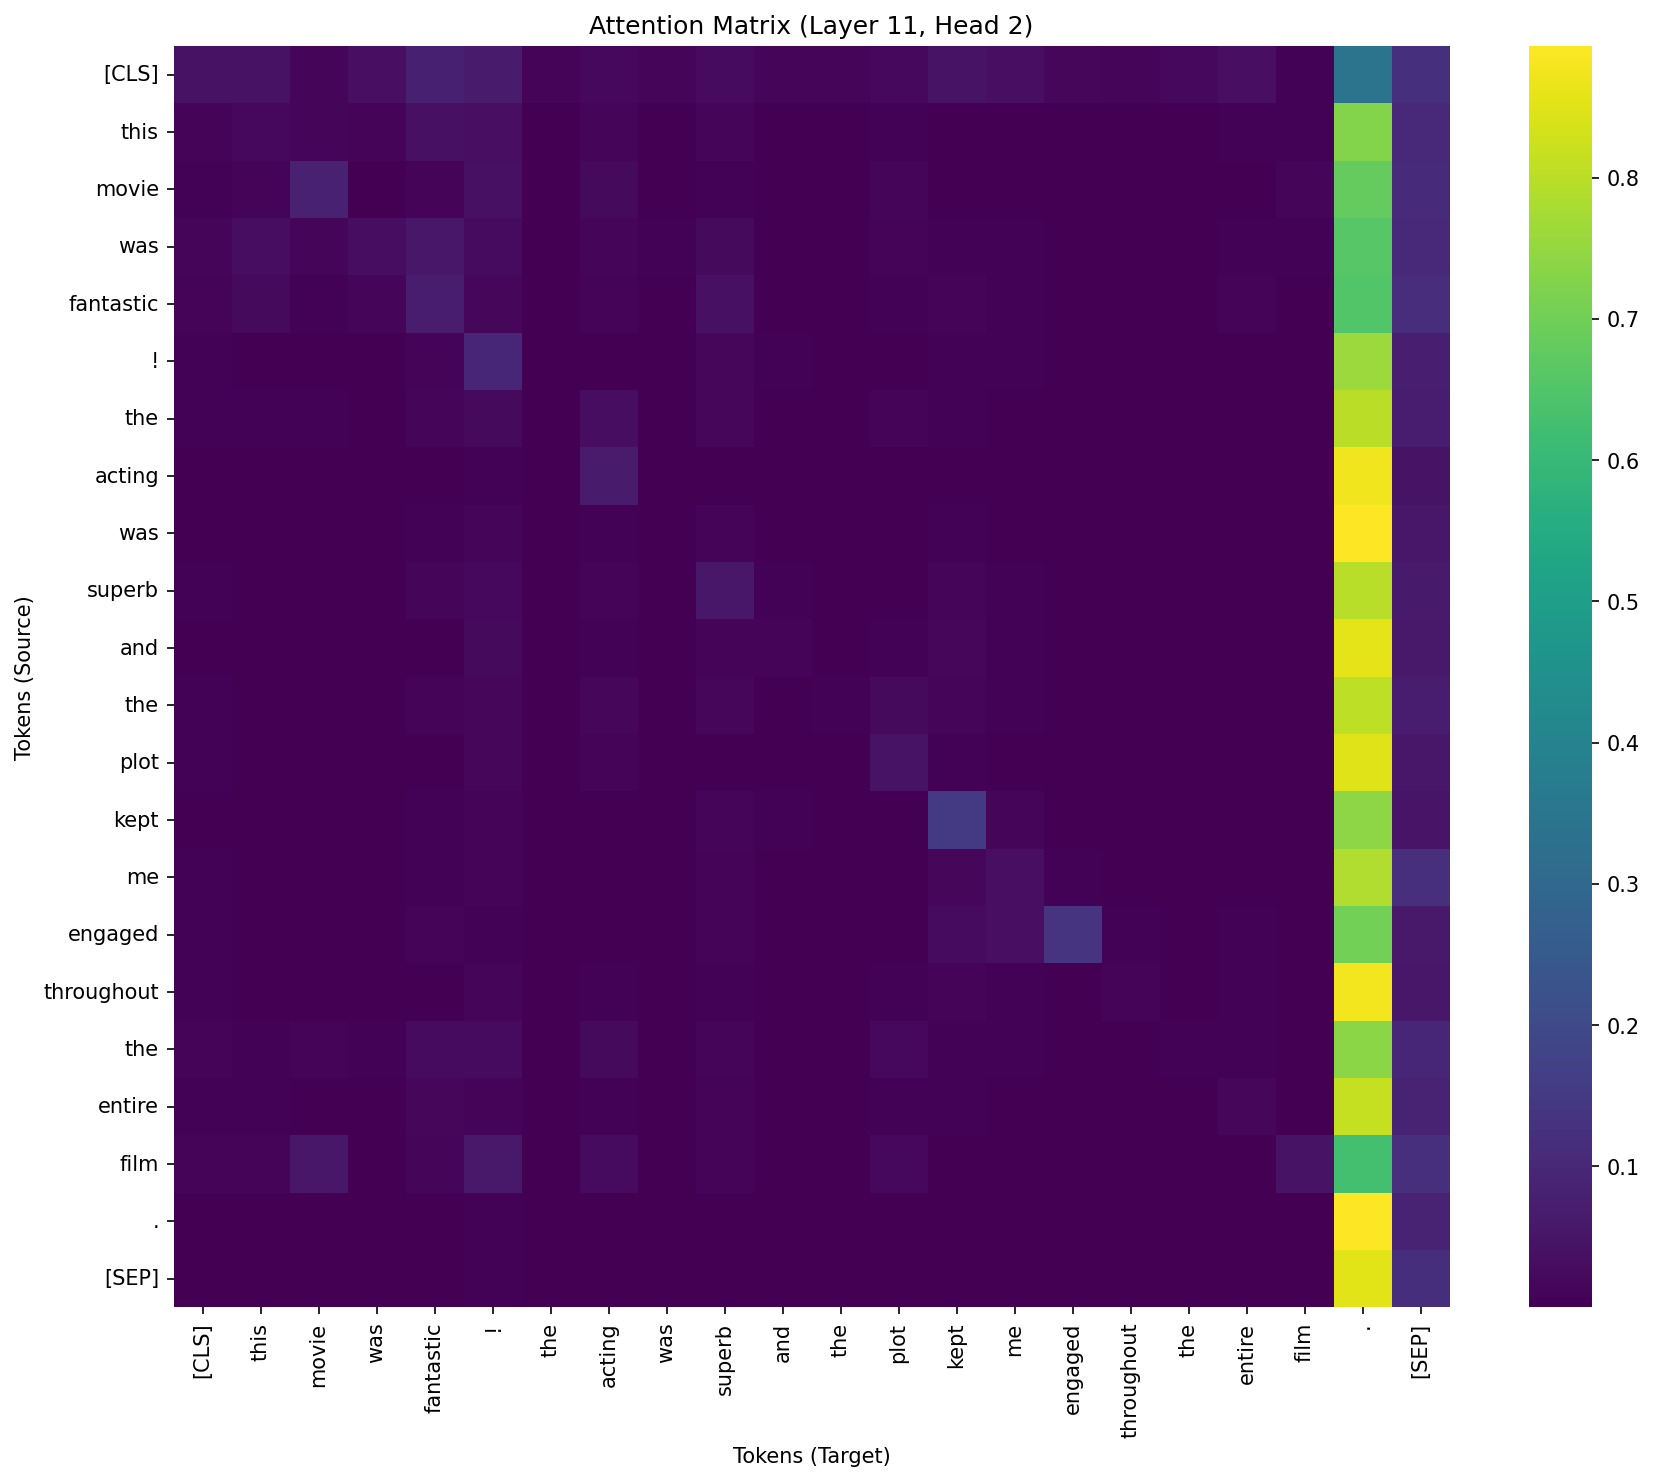 Attention Matrix (Layer 11, Head 2)
[CLS]
this
movie
was
fantastic
!
the
acting
was
superb
and
the
plot
kept
me
engaged
throughout
the
entire
film
.
[SEP]
Tokens (Source)
[CLS]
this
movie
was
fantastic
!
the
acting
was
superb
and
the
plot
kept
me
engaged
throughout
the
entire
film
.
[SEP]
Tokens (Target)
0.8
0.7
0.6
0.5
0.4
0.3
0.2
0.1